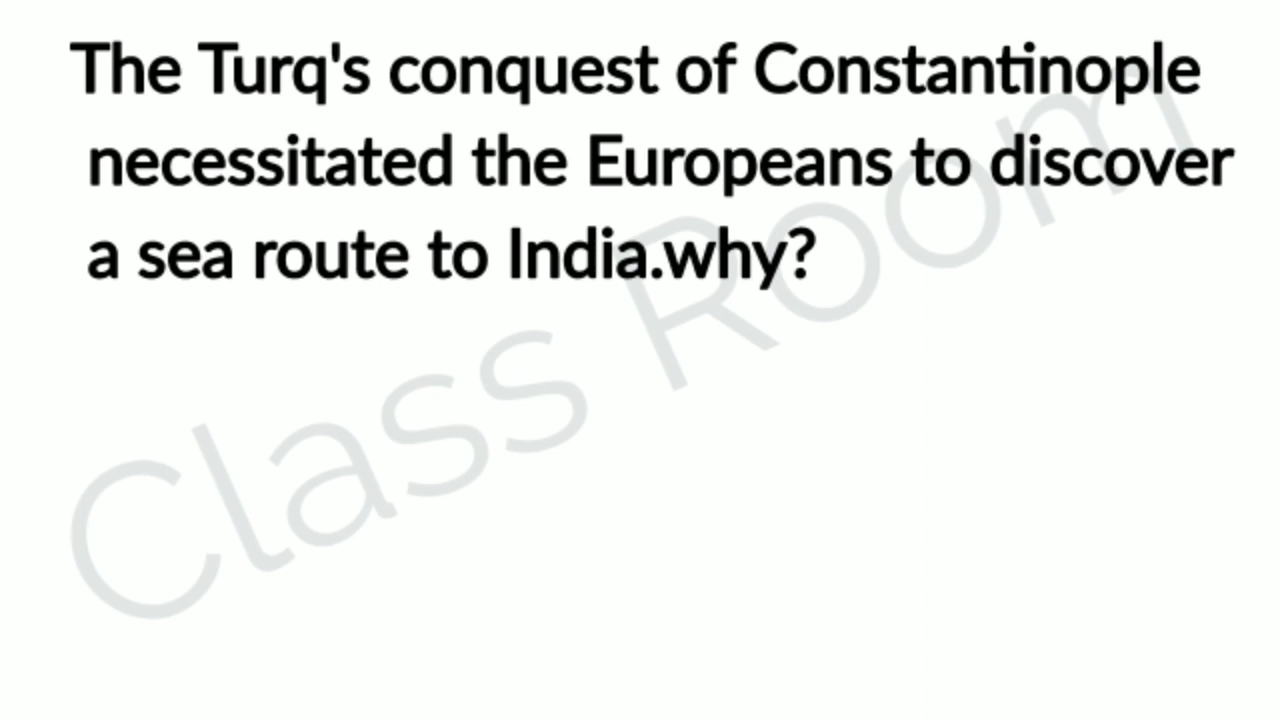 The Turq's conquest of Constantinople
necessitated the Europeans to discover
a sea route to India.why?
Class Room